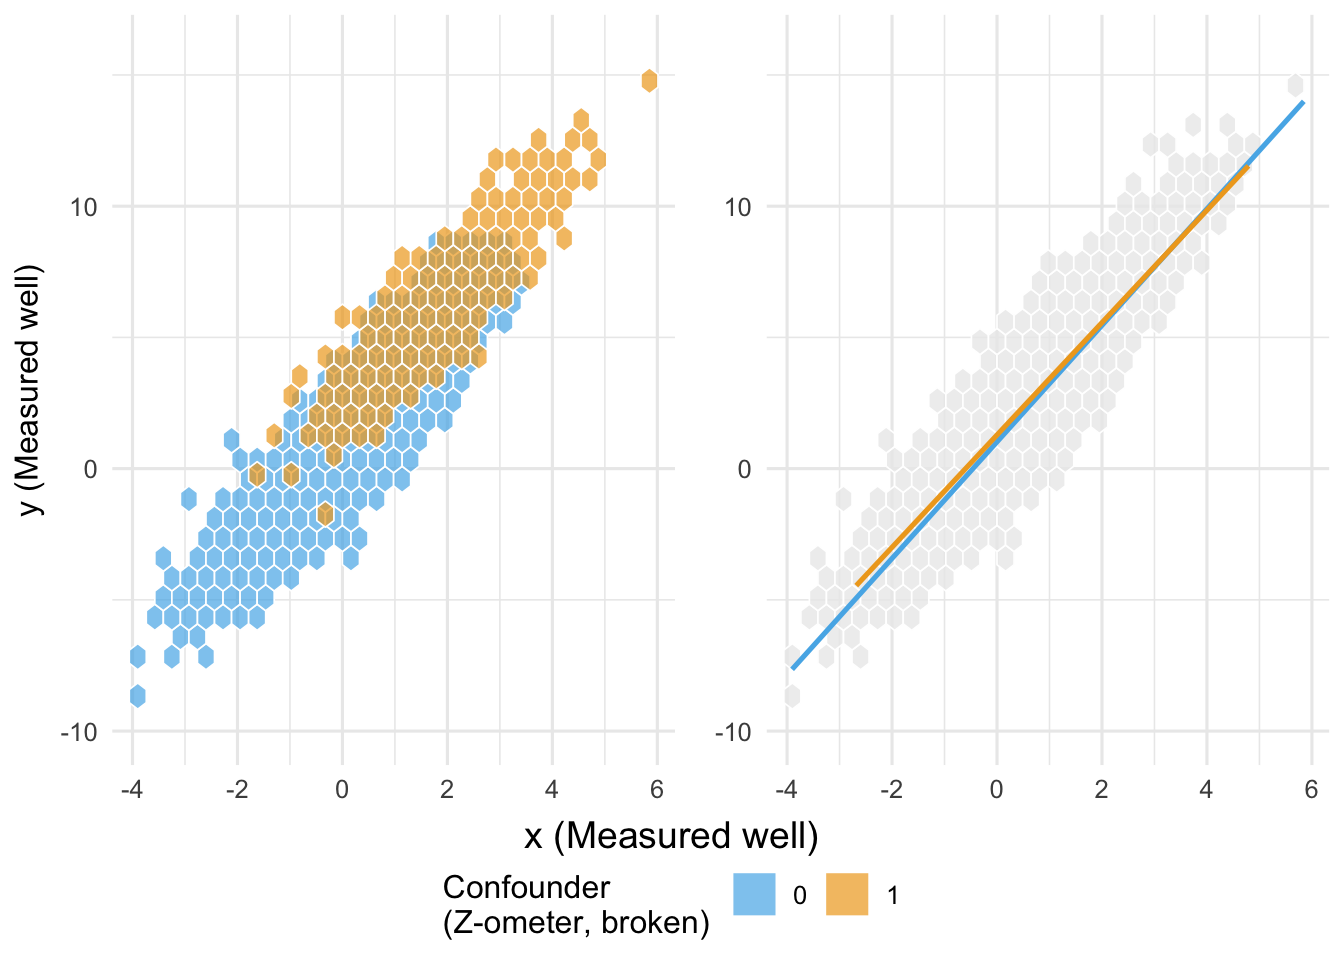 y (Measured well)
10
0
-10
-4 -2 0 2 4 6
10
0
-10
-4 -2 0 2 4 6
x (Measured well)
Confounder
(Z-ometer, broken)
0 1